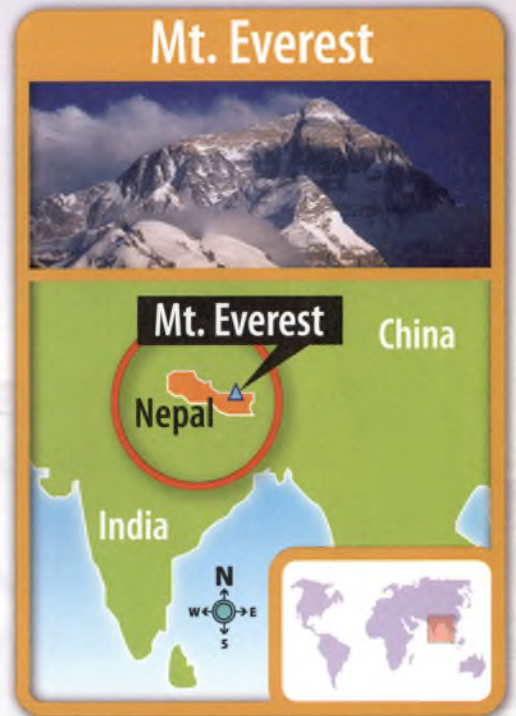 Mt. Everest
Mt. Everest
China
Nepal
India
N
W E
S